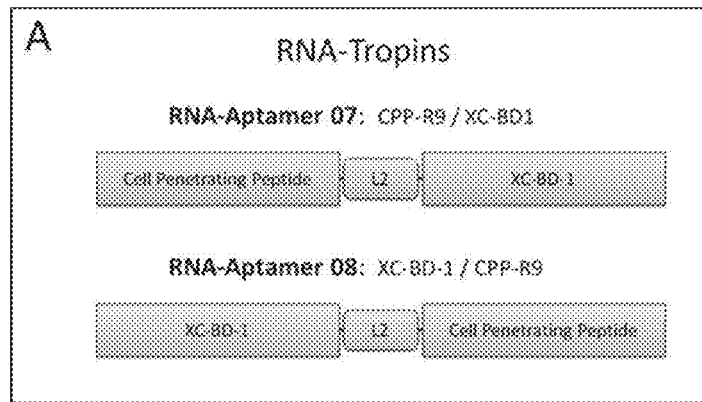 A
RNA-Tropins
RNA-Aptamer 07: CPP-R9 / XC-BD1
Cell Penetrating Peptide L2 XC-BD-1
RNA-Aptamer 08: XC-BD-1 / CPP-R9
XC-BD-1 L2 Cell Penetrating Peptide